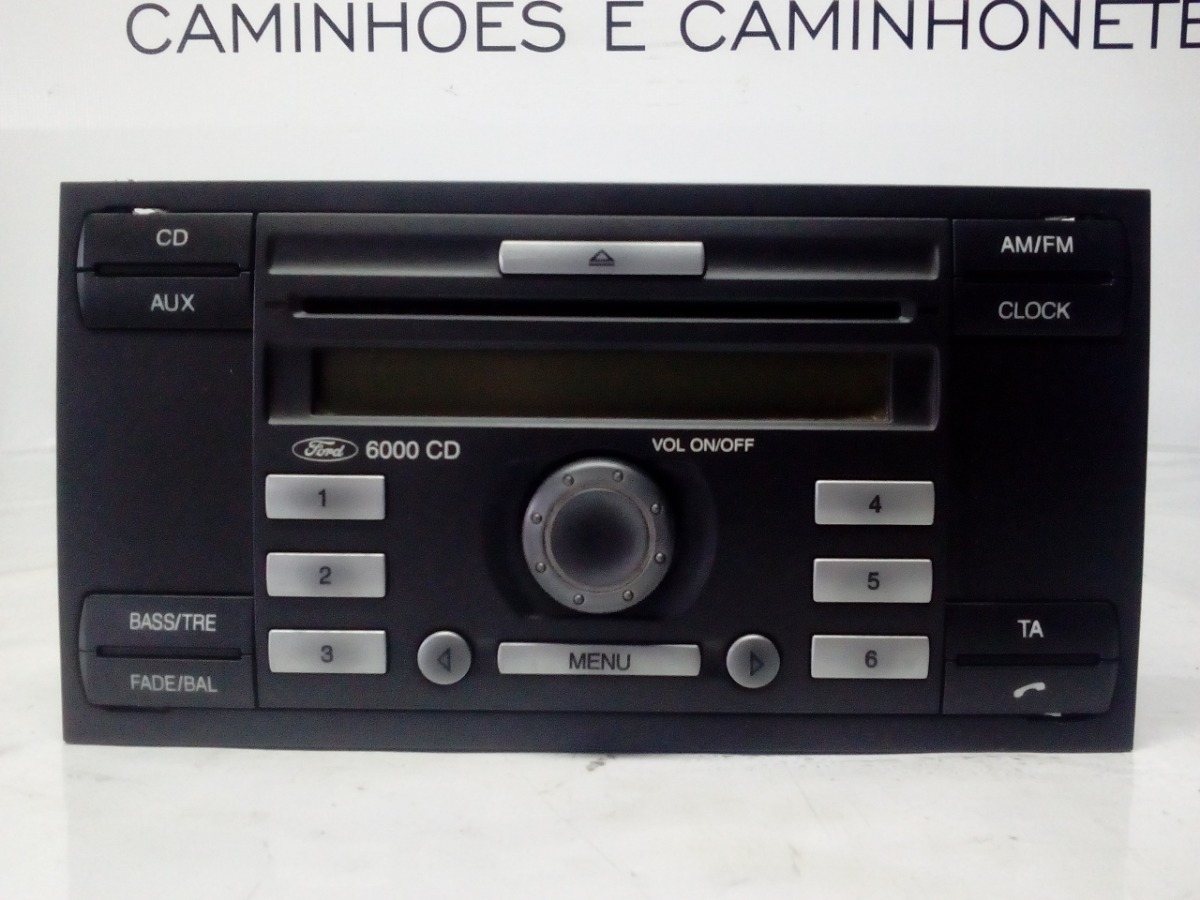 CAMINHOES E CAMINHONETE
CD
AUX
AM/FM
CLOCK
Ford 6000 CD
VOL ON/OFF
1
2
3
4
5
6
BASS/TRE
FADE/BAL
MENU
TA